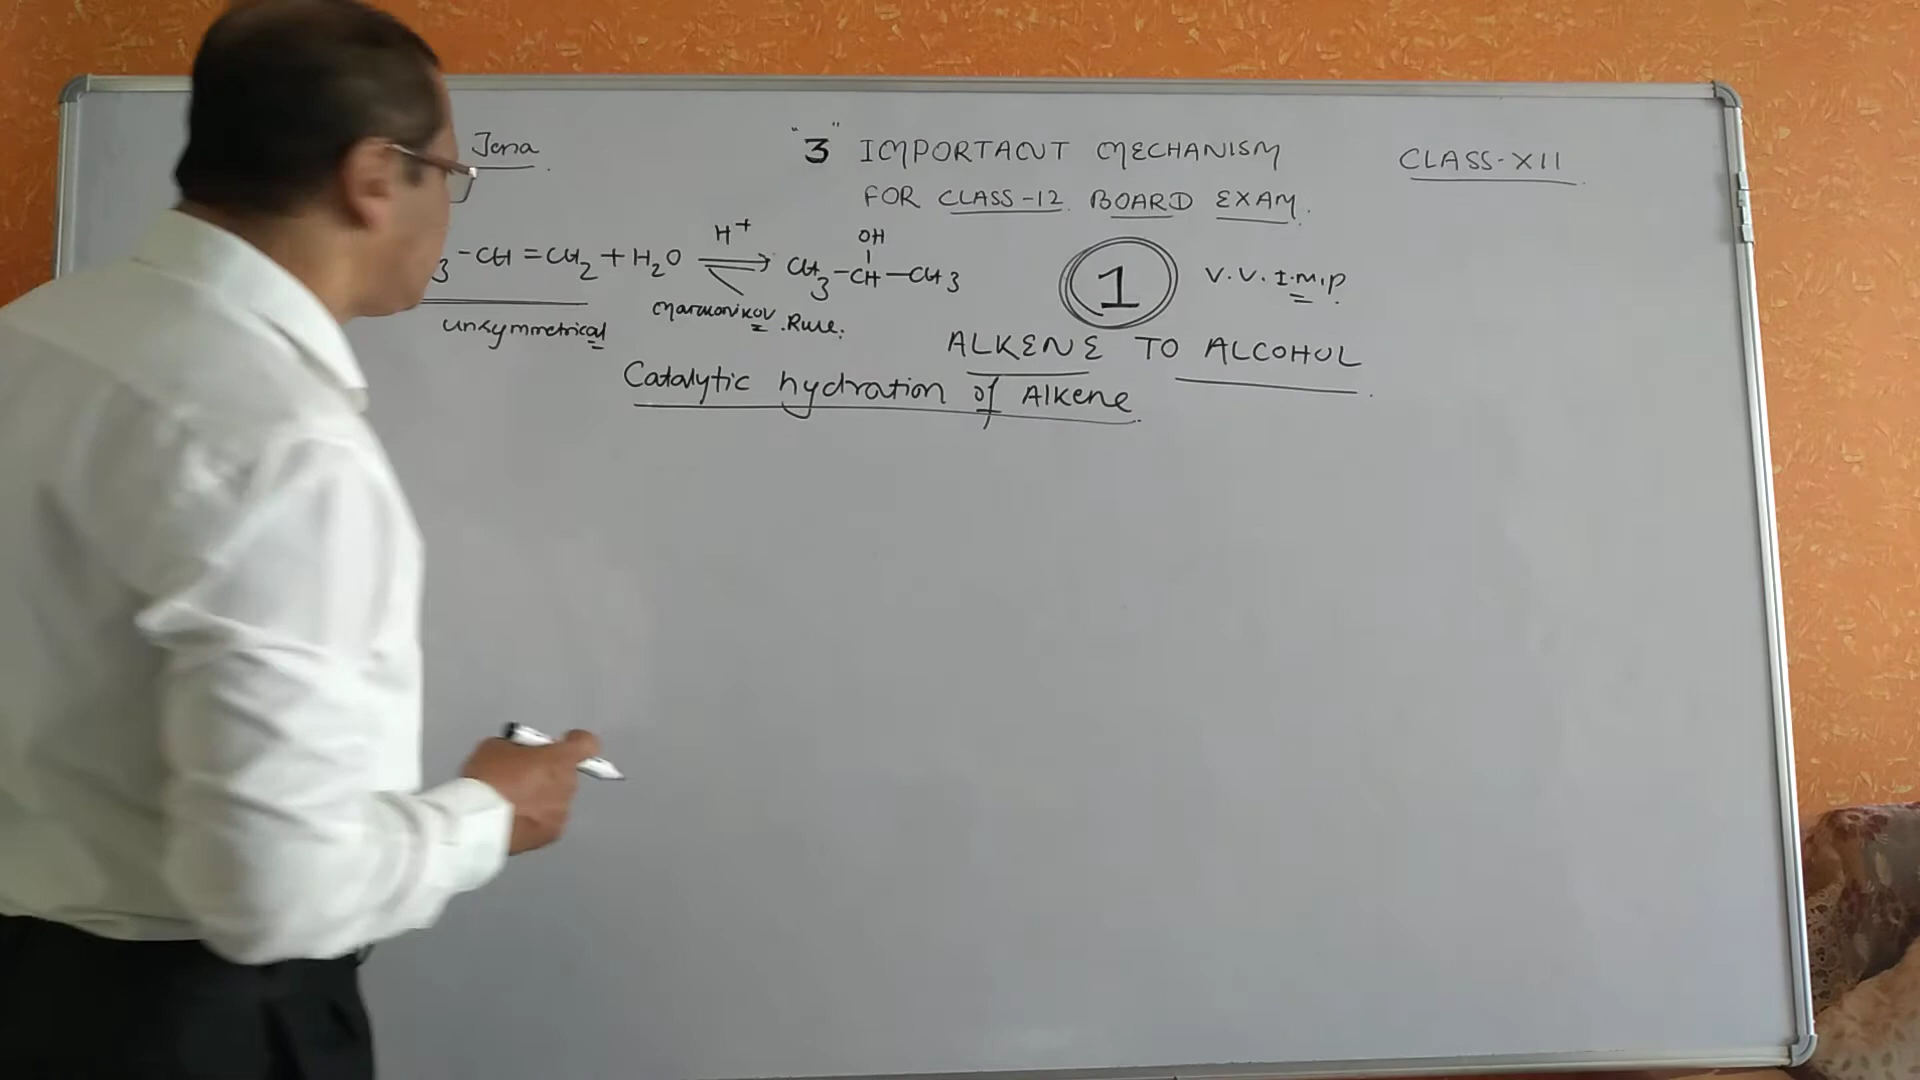 Jena
"3" IMPORTANT MECHANISM
CLASS-XII
FOR CLASS-12 BOARD EXAM.
OH
3-CH=CH2+H2O H+ CH3-CH-CH3
1
V.V.I.M.P
unsymmetrical
Marconikov Rule.
ALKENE TO ALCOHOL
Catalytic hydration of Alkene.